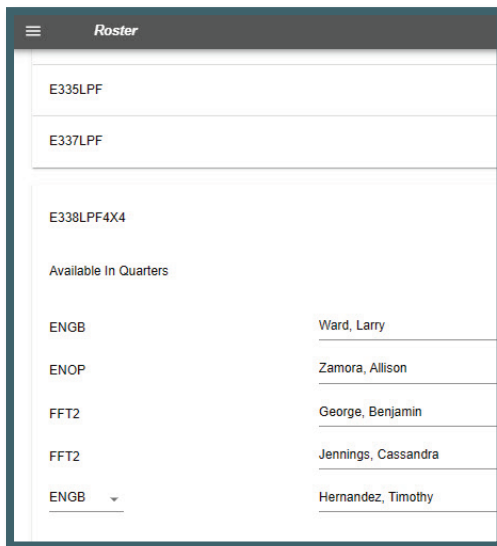 Roster
E335LPF
E337LPF
E338LPF4X4
Available In Quarters
ENGB Ward, Larry
ENOP Zamora, Allison
FFT2 George, Benjamin
FFT2 Jennings, Cassandra
ENGB Hernandez, Timothy